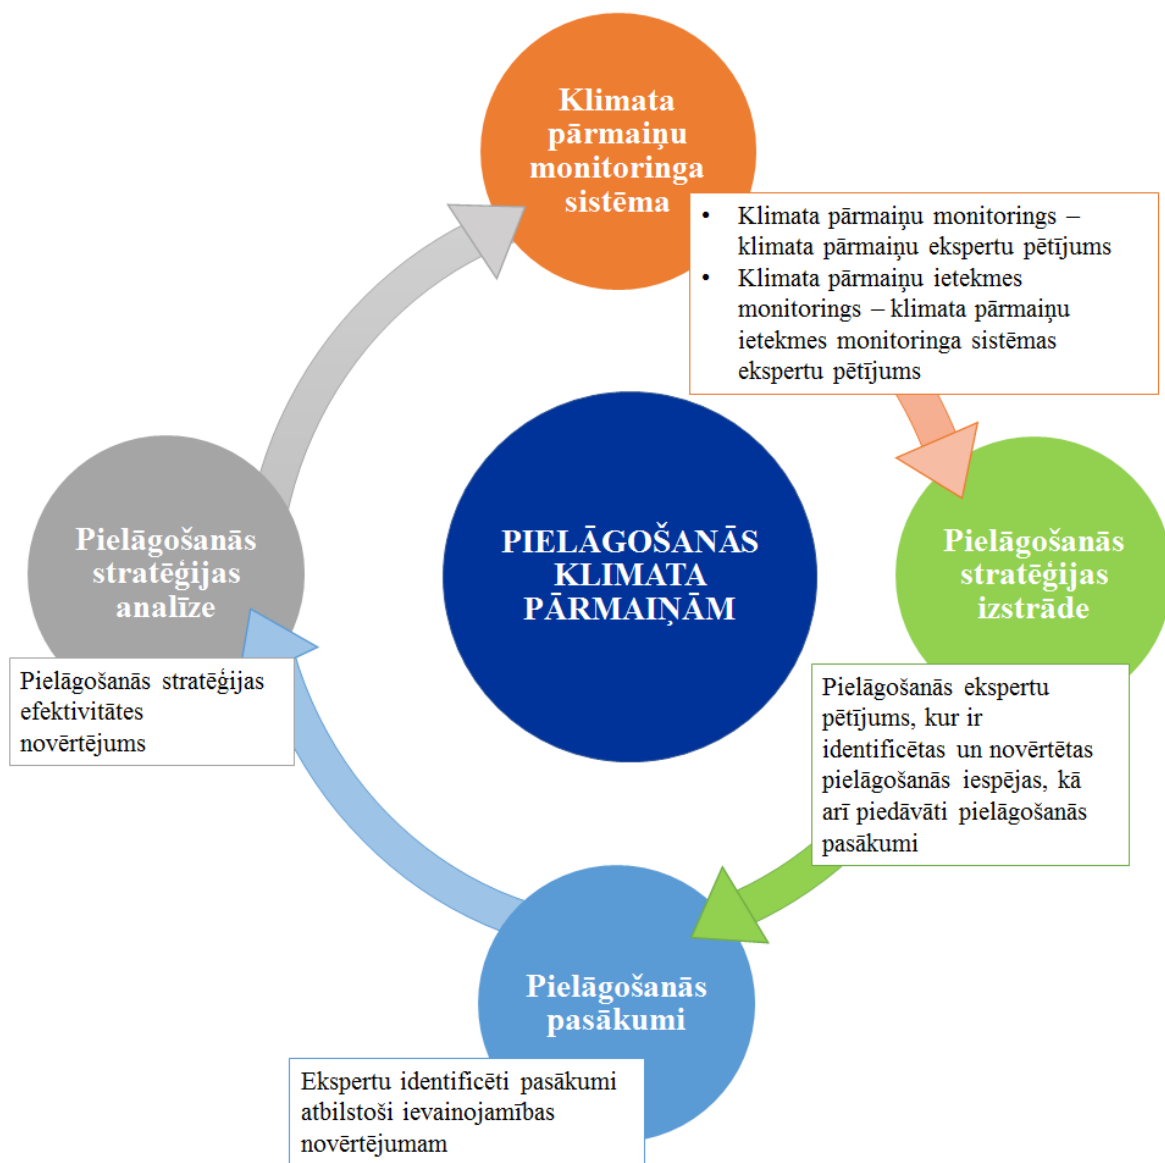 Klimata
pārmaiņu
monitoringa
sistēma
• Klimata pārmaiņu monitorings –
klimata pārmaiņu ekspertu pētījums
• Klimata pārmaiņu ietekmes
monitorings – klimata pārmaiņu
ietekmes monitoringa sistēmas
ekspertu pētījums
PIELĀGOŠANĀS
KLIMATA
PĀRMAIŅĀM
Pielāgošanās
stratēģijas
izstrāde
Pielāgošanās ekspertu
pētījums, kur ir
identificētas un novērtētas
pielāgošanās iespējas, kā
arī piedāvāti pielāgošanās
pasākumi
Pielāgošanās
pasākumi
Ekspertu identificēti pasākumi
atbilstoši ievainojamības
novērtējumam
Pielāgošanās
stratēģijas
analīze
Pielāgošanās stratēģijas
efektivitātes
novērtējums